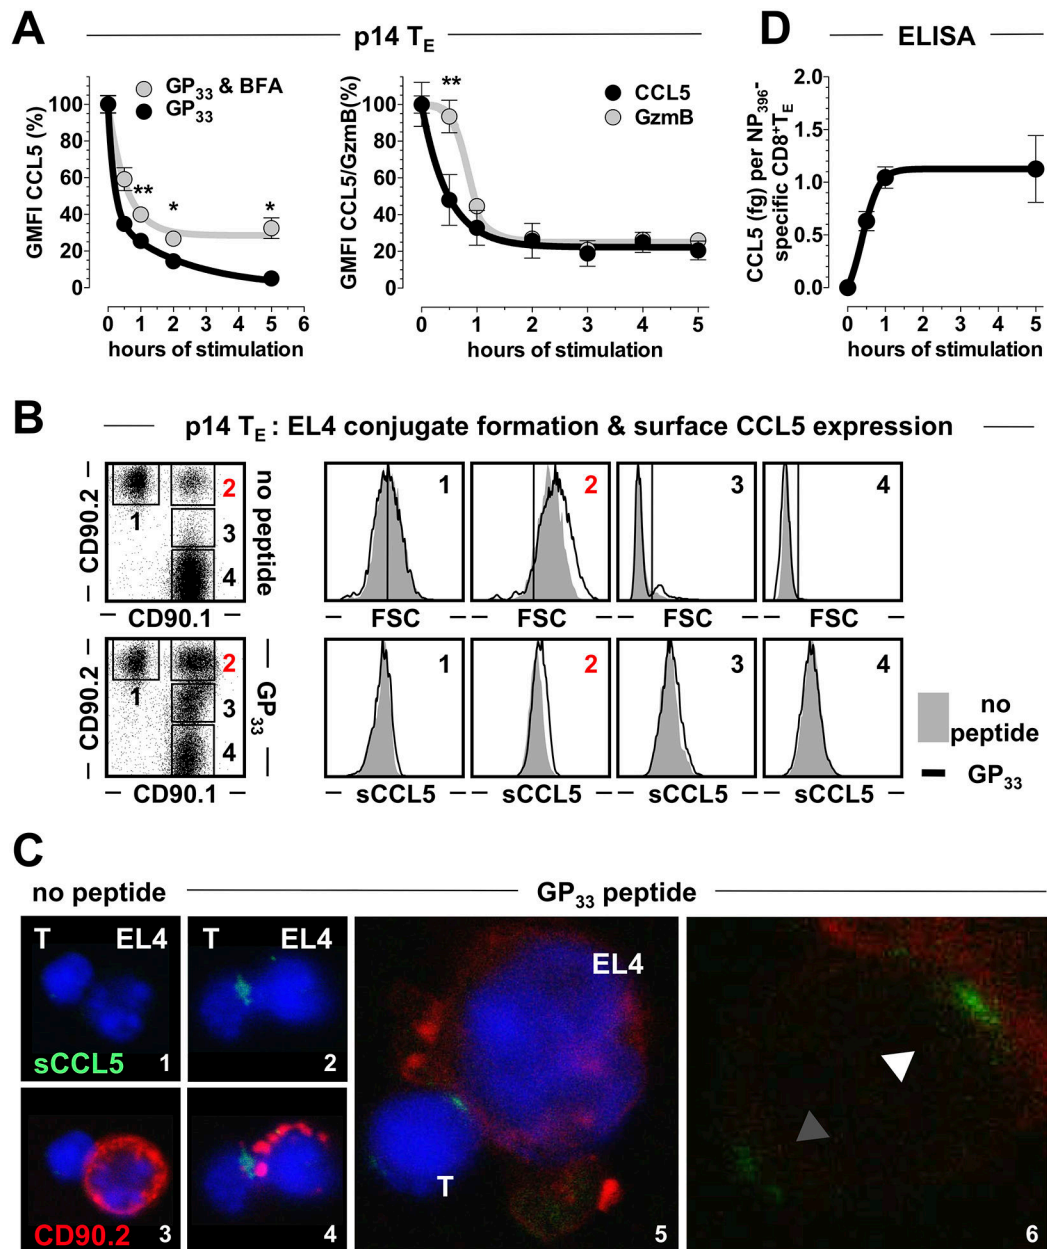 A
p14 TE
GMFI CCL5 (%)
100
80
60
40
20
0
GP33 & BFA
GP33
**
*
*
0 1 2 3 4 5 6
hours of stimulation
GMFI CCL5/GzmB(%)
100
80
60
40
20
0
**
CCL5
GzmB
0 1 2 3 4 5
hours of stimulation
D
ELISA
CCL5 (fg) per NP396-
specific CD8+TE
2.0
1.5
1.0
0.5
0.0
0 1 2 3 4 5
hours of stimulation
B
p14 TE : EL4 conjugate formation & surface CCL5 expression
CD90.2
1
2
3
4
CD90.1
no peptide
1
2
3
4
FSC
FSC
FSC
FSC
CD90.2
1
2
3
4
CD90.1
GP33
1
2
3
4
sCCL5
sCCL5
sCCL5
sCCL5
no
peptide
GP33
C
no peptide
GP33 peptide
T EL4
sCCL5 1
T EL4
2
CD90.2 3
4
EL4
T
5
6